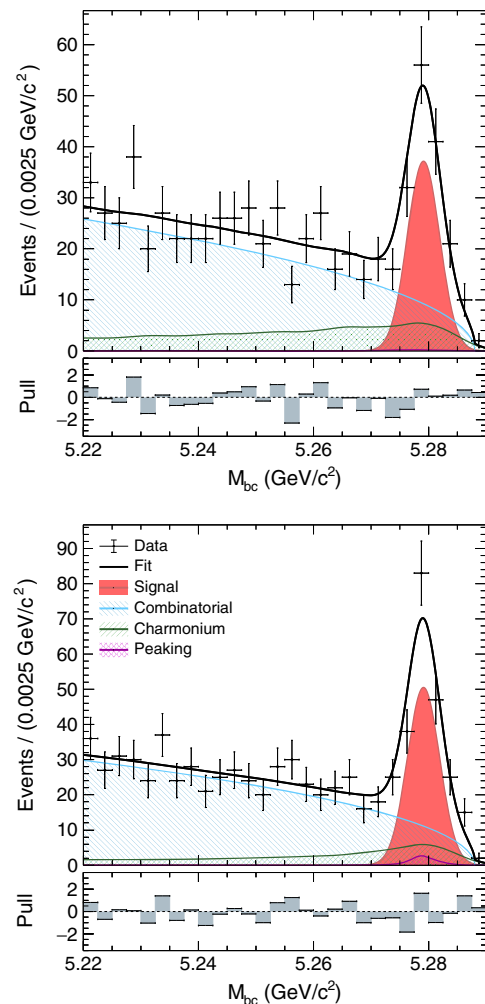 60
50
40
30
20
10
0
Events / (0.0025 GeV/c²)
2
0
−2
Pull
5.22 5.24 5.26 5.28
M_bc (GeV/c²)
90
80
70
60
50
40
30
20
10
0
Events / (0.0025 GeV/c²)
Data
Fit
Signal
Combinatorial
Charmonium
Peaking
2
0
−2
Pull
5.22 5.24 5.26 5.28
M_bc (GeV/c²)